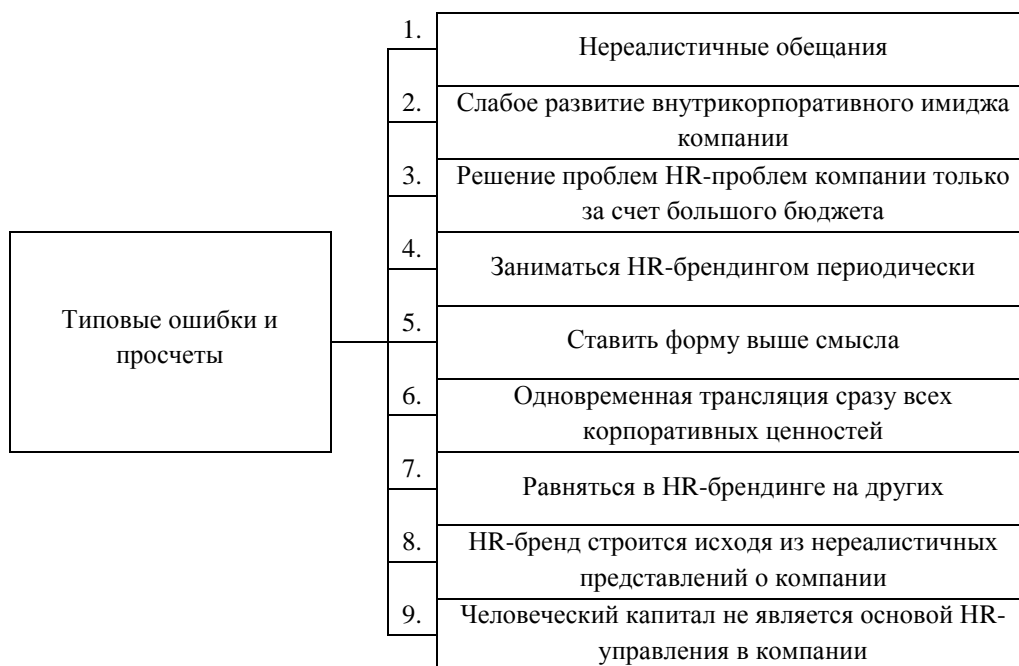 1.
Нереалистичные обещания
2.
Слабое развитие внутрикорпоративного имиджа
компании
3.
Решение проблем HR-проблем компании только
за счет большого бюджета
4.
Заниматься HR-брендингом периодически
Типовые ошибки и
просчеты
5.
Ставить форму выше смысла
6.
Одновременная трансляция сразу всех
корпоративных ценностей
7.
Равняться в HR-брендинге на других
8.
HR-бренд строится исходя из нереалистичных
представлений о компании
9.
Человеческий капитал не является основой HR-
управления в компании